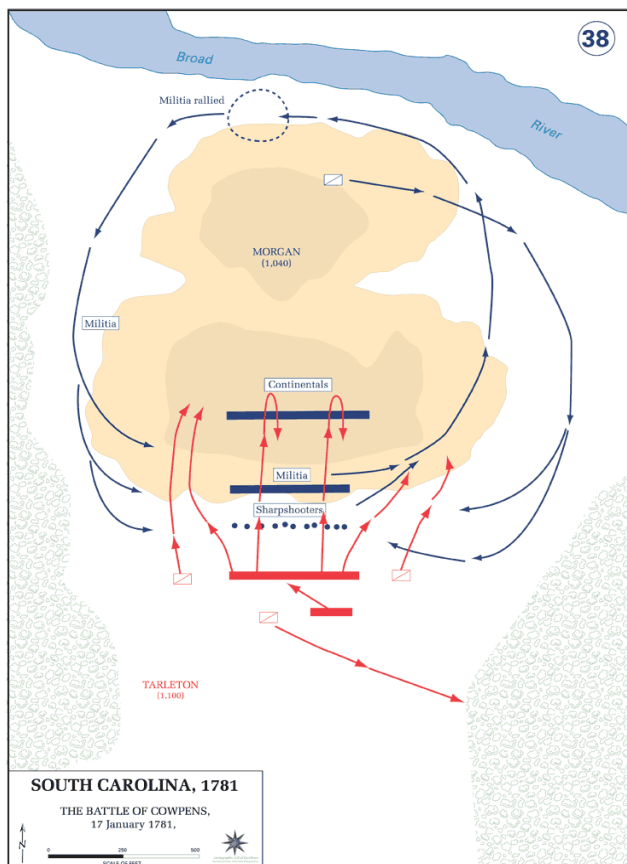 38
Broad
River
Militia rallied
MORGAN
(1,040)
Militia
Continentals
Militia
Sharpshooters
TARLETON
(1.100)
SOUTH CAROLINA, 1781
THE BATTLE OF COWPENS,
17 January 1781,
N
0 250 500
SCALE OF FEET